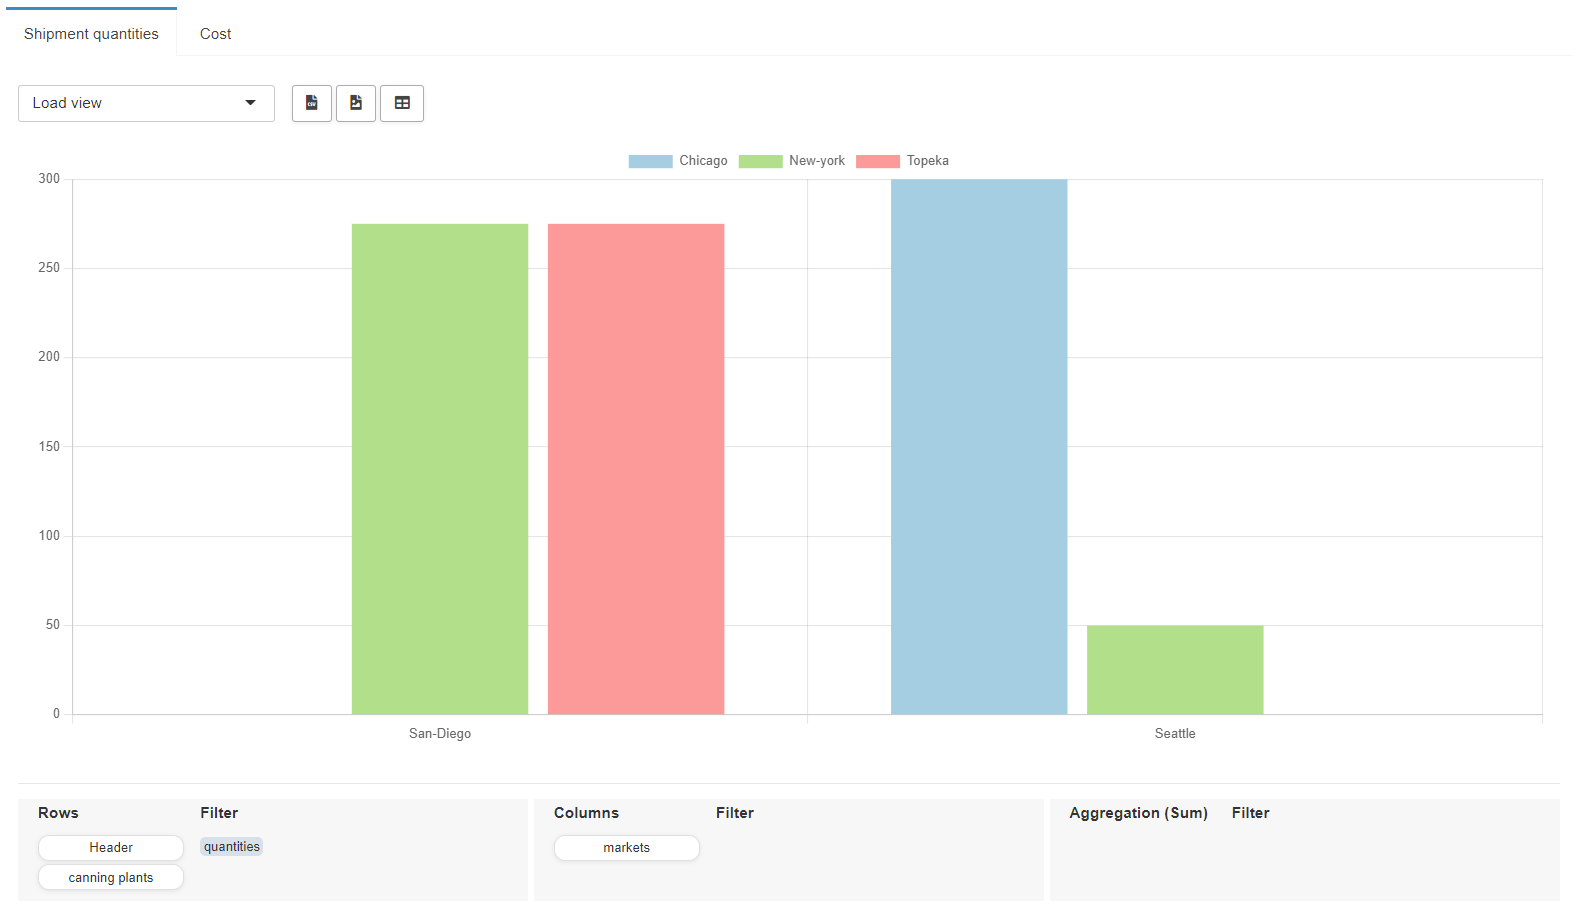 Shipment quantities Cost
Load view
CSV
Chicago New-york Topeka
300
250
200
150
100
50
0
San-Diego Seattle
Rows Filter Columns Filter Aggregation (Sum) Filter
Header quantities markets
canning plants